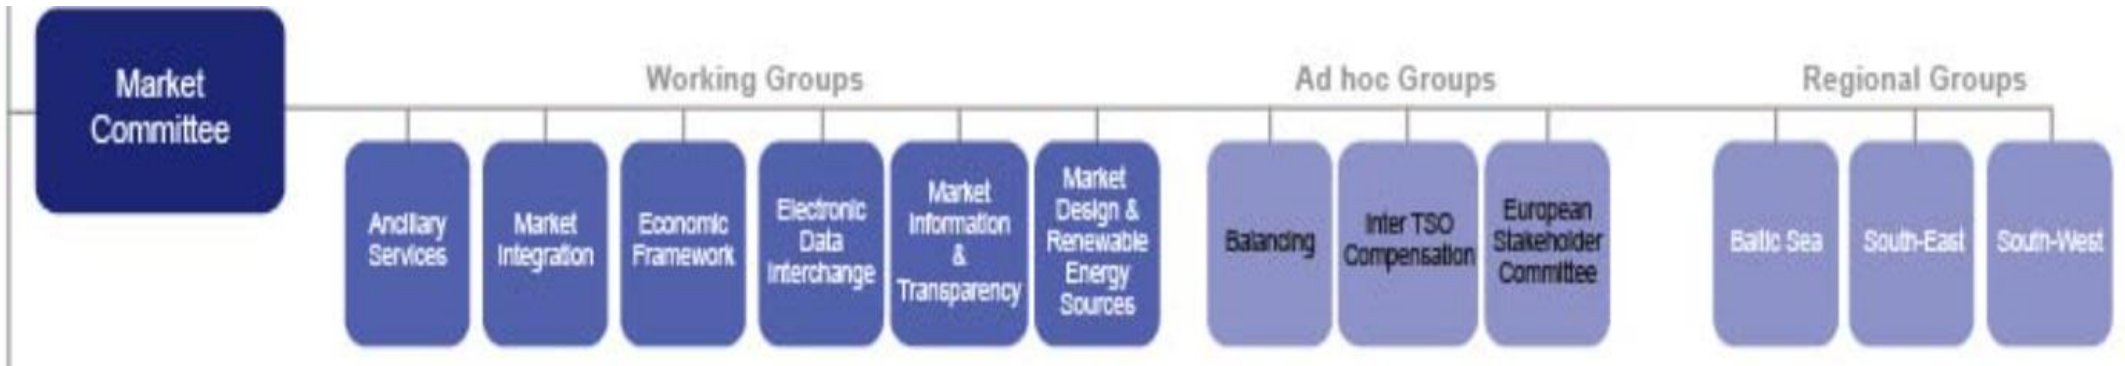 Market
Committee
Working Groups
Ad hoc Groups
Regional Groups
Ancillary
Services
Market
Integration
Economic
Framework
Electronic
Data
Interchange
Market
Information
&
Transparency
Market
Design &
Renewable
Energy
Sources
Balancing
Inter TSO
Compensation
European
Stakeholder
Committee
Baltic Sea
South-East
South-West